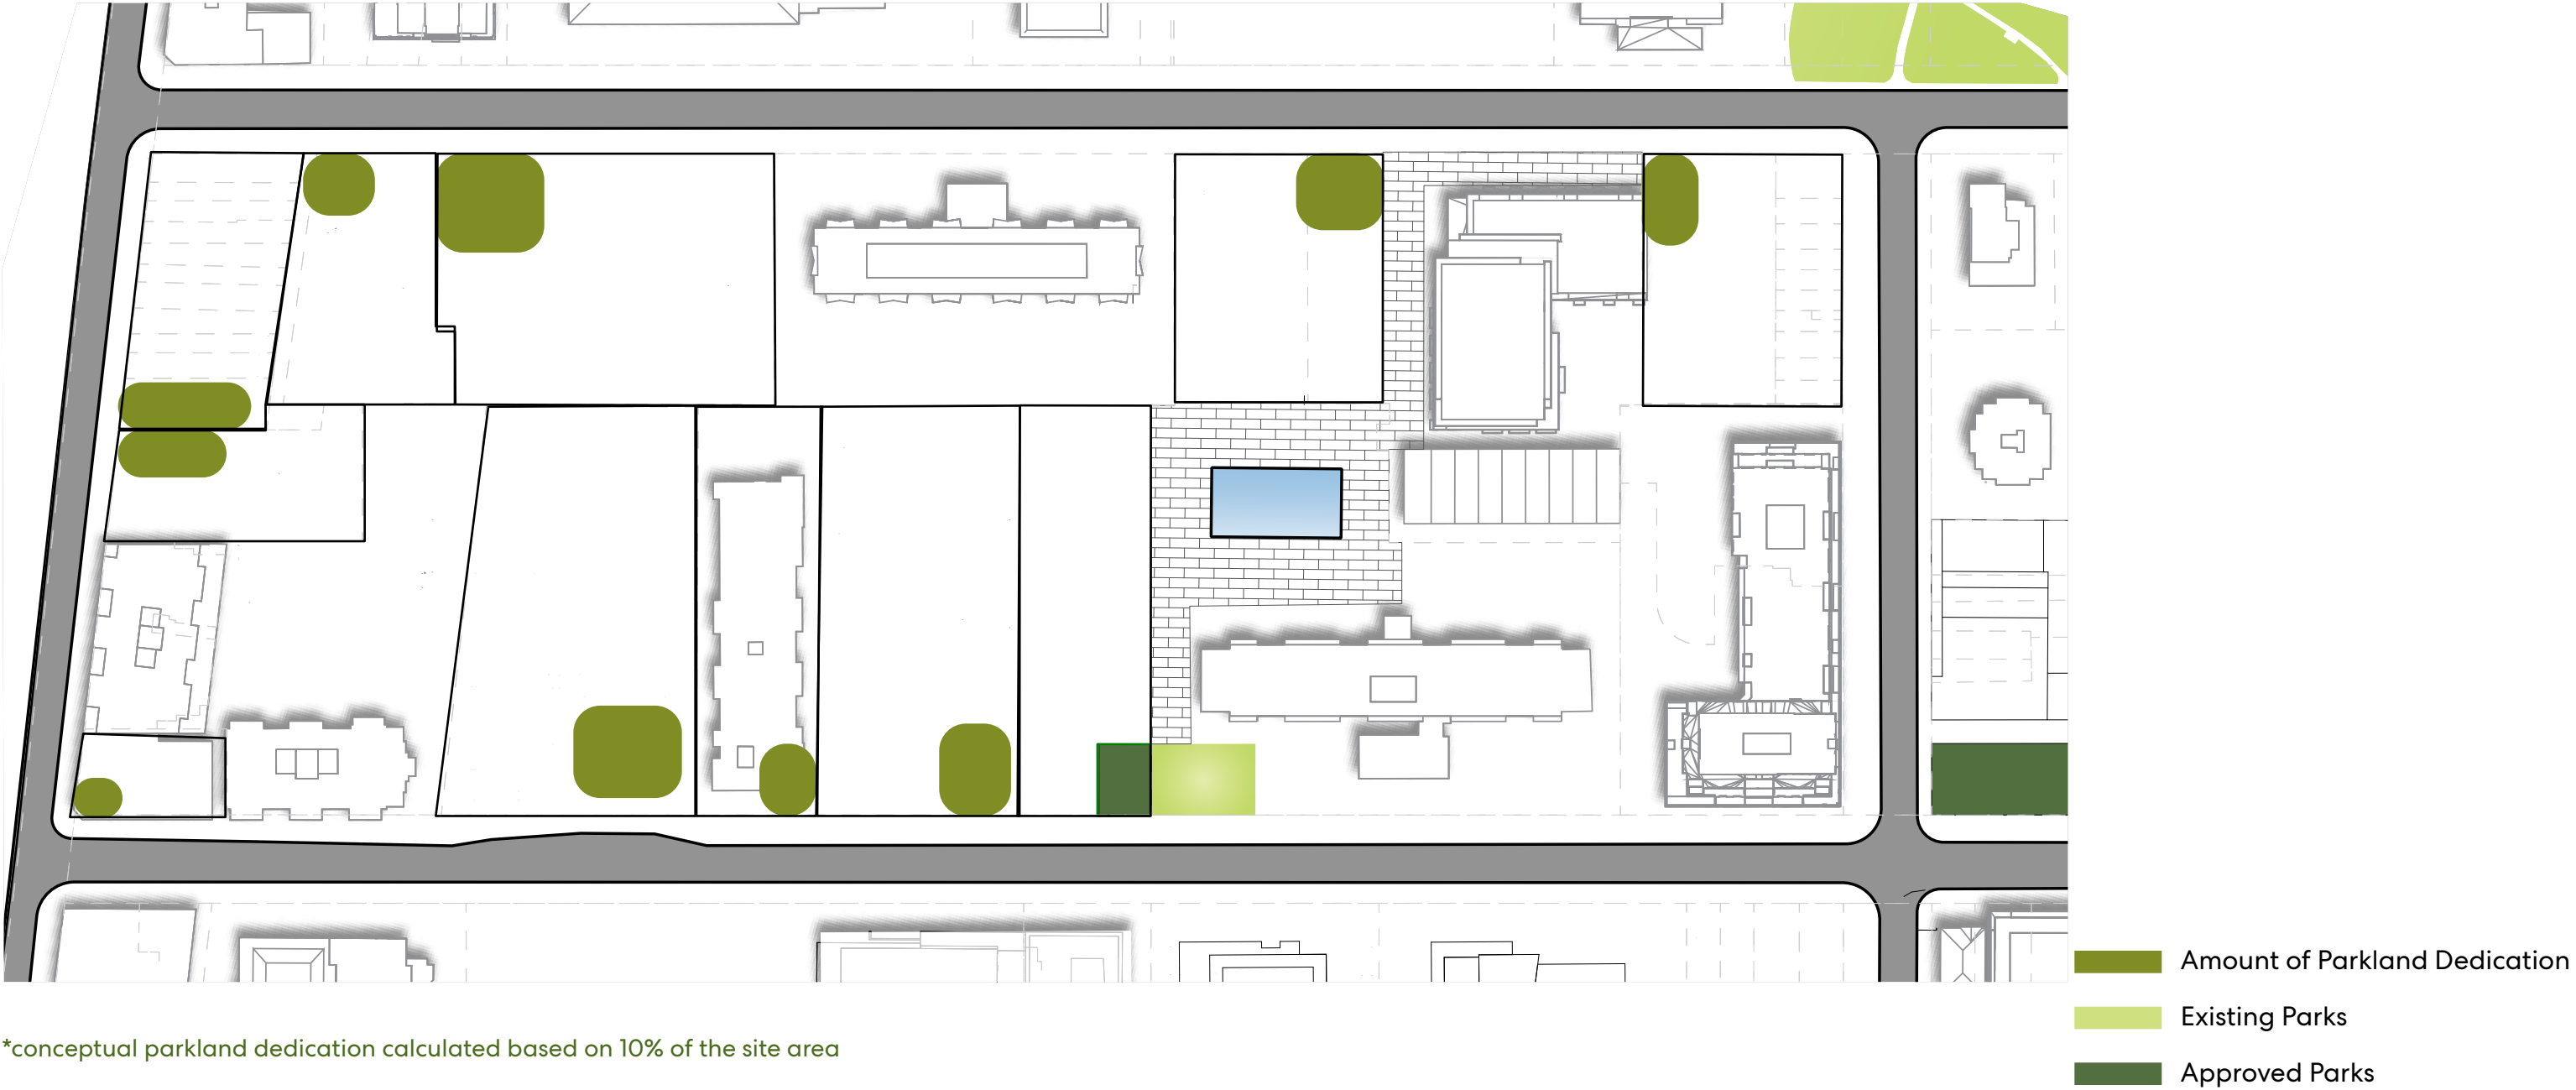 Amount of Parkland Dedication
Existing Parks
*conceptual parkland dedication calculated based on 10% of the site area
Approved Parks